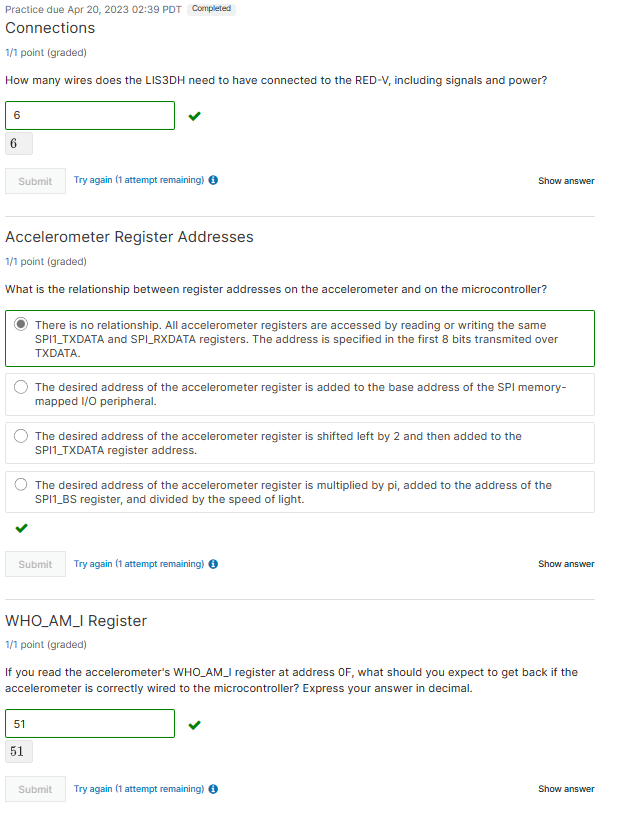 Practice due Apr 20, 2023 02:39 PDT Completed
Connections
1/1 point (graded)
How many wires does the LIS3DH need to have connected to the RED-V, including signals and power?
6
6
Submit Try again (1 attempt remaining) Show answer
Accelerometer Register Addresses
1/1 point (graded)
What is the relationship between register addresses on the accelerometer and on the microcontroller?
There is no relationship. All accelerometer registers are accessed by reading or writing the same
SPI1_TXDATA and SPI_RXDATA registers. The address is specified in the first 8 bits transmited over
TXDATA.
The desired address of the accelerometer register is added to the base address of the SPI memory-
mapped I/O peripheral.
The desired address of the accelerometer register is shifted left by 2 and then added to the
SPI1_TXDATA register address.
The desired address of the accelerometer register is multiplied by pi, added to the address of the
SPI1_BS register, and divided by the speed of light.
Submit Try again (1 attempt remaining) Show answer
WHO_AM_I Register
1/1 point (graded)
If you read the accelerometer's WHO_AM_I register at address 0F, what should you expect to get back if the
accelerometer is correctly wired to the microcontroller? Express your answer in decimal.
51
51
Submit Try again (1 attempt remaining) Show answer